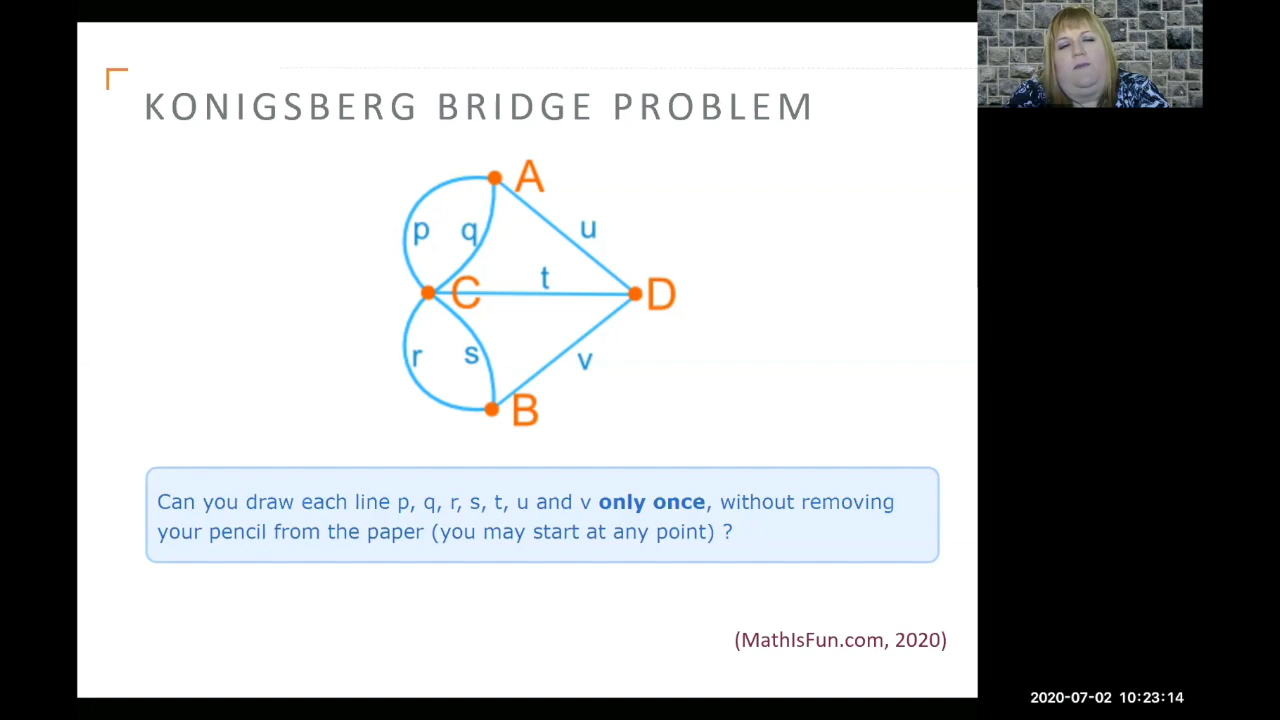 KONIGSBERG BRIDGE PROBLEM
A
p
q
u
t
C
D
r
s
v
B
Can you draw each line p, q, r, s, t, u and v only once, without removing
your pencil from the paper (you may start at any point) ?
(MathIsFun.com, 2020)
2020-07-02 10:23:14